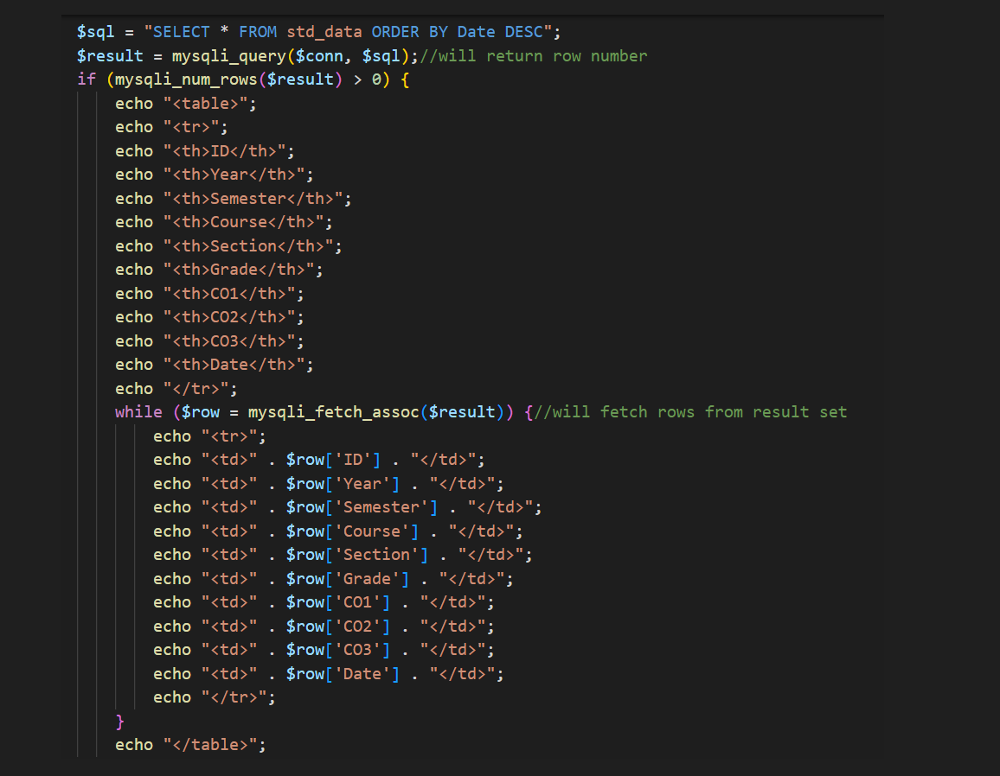 $sql = "SELECT * FROM std_data ORDER BY Date DESC";
$result = mysqli_query($conn, $sql);//will return row number
if (mysqli_num_rows($result) > 0) {
    echo "<table>";
    echo "<tr>";
    echo "<th>ID</th>";
    echo "<th>Year</th>";
    echo "<th>Semester</th>";
    echo "<th>Course</th>";
    echo "<th>Section</th>";
    echo "<th>Grade</th>";
    echo "<th>CO1</th>";
    echo "<th>CO2</th>";
    echo "<th>CO3</th>";
    echo "<th>Date</th>";
    echo "</tr>";
    while ($row = mysqli_fetch_assoc($result)) {//will fetch rows from result set
        echo "<tr>";
        echo "<td>" . $row['ID'] . "</td>";
        echo "<td>" . $row['Year'] . "</td>";
        echo "<td>" . $row['Semester'] . "</td>";
        echo "<td>" . $row['Course'] . "</td>";
        echo "<td>" . $row['Section'] . "</td>";
        echo "<td>" . $row['Grade'] . "</td>";
        echo "<td>" . $row['CO1'] . "</td>";
        echo "<td>" . $row['CO2'] . "</td>";
        echo "<td>" . $row['CO3'] . "</td>";
        echo "<td>" . $row['Date'] . "</td>";
        echo "</tr>";
    }
    echo "</table>";